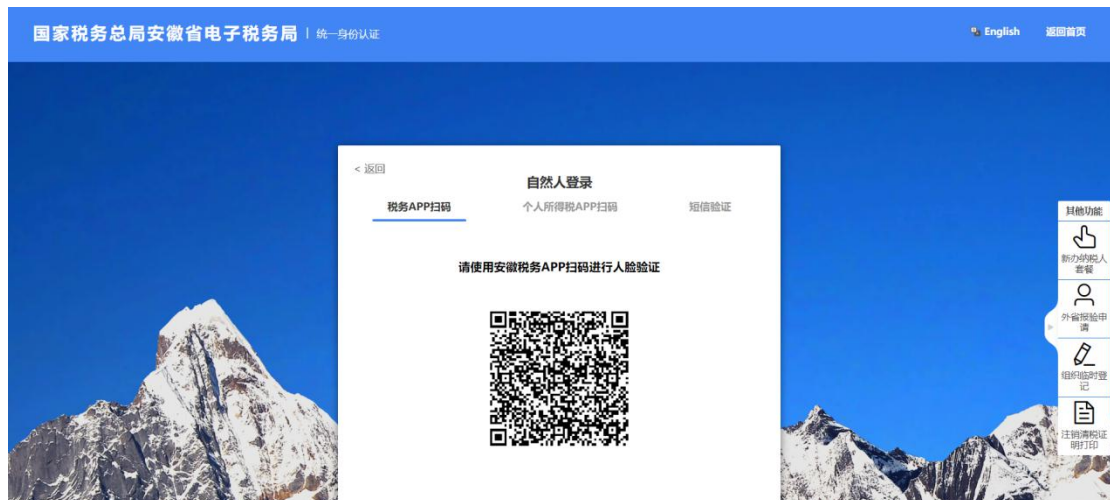 国家税务总局安徽省电子税务局 | 统一身份认证
English 返回首页
< 返回
自然人登录
税务APP扫码 个人所得税APP扫码 短信验证
请使用安徽税务APP扫码进行人脸验证
其他功能
新办纳税人
套餐
外省报验申
请
组织临时登
记
注销清税证
明打印